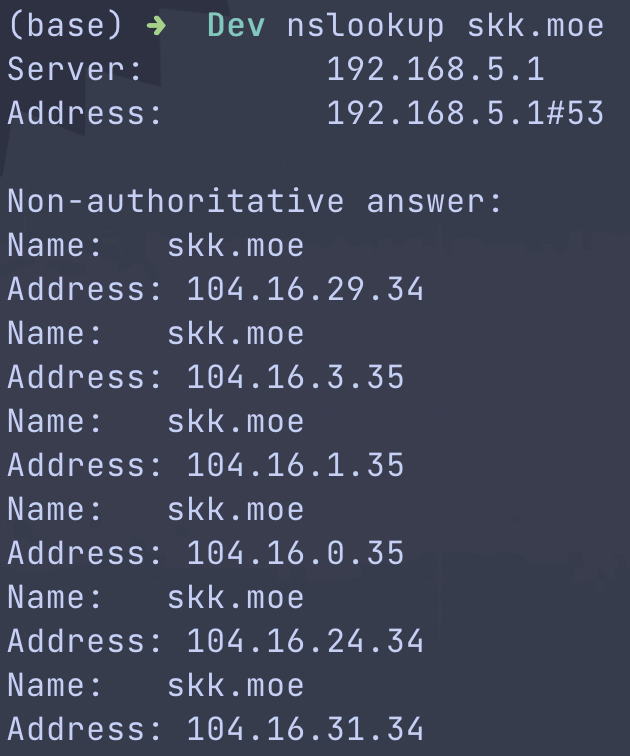 (base) ➜  Dev nslookup skk.moe
Server:         192.168.5.1
Address:        192.168.5.1#53

Non-authoritative answer:
Name:   skk.moe
Address: 104.16.29.34
Name:   skk.moe
Address: 104.16.3.35
Name:   skk.moe
Address: 104.16.1.35
Name:   skk.moe
Address: 104.16.0.35
Name:   skk.moe
Address: 104.16.24.34
Name:   skk.moe
Address: 104.16.31.34